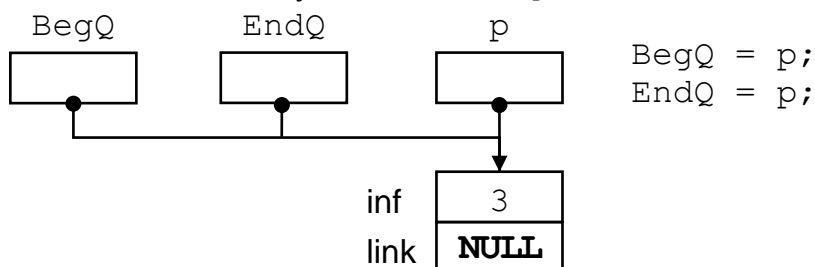 BegQ EndQ p
BegQ = p;
EndQ = p;
inf 3
link NULL